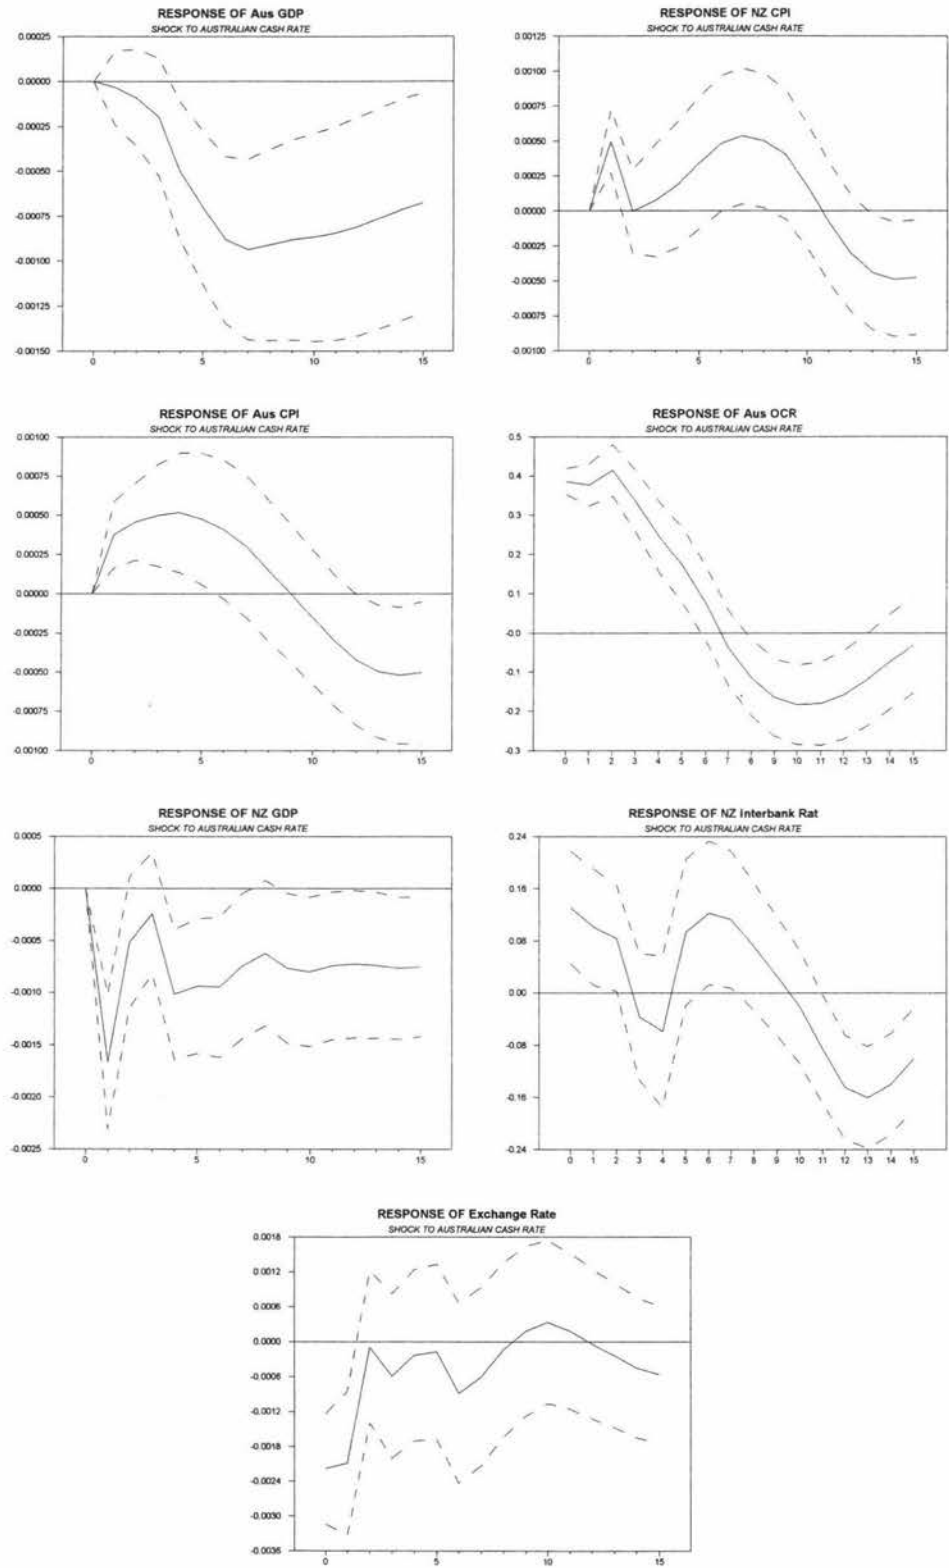 RESPONSE OF Aus GDP
SHOCK TO AUSTRALIAN CASH RATE
0.00025
0.00000
-0.00025
-0.00050
-0.00075
-0.00100
-0.00125
-0.00150
0 5 10 15
RESPONSE OF NZ CPI
SHOCK TO AUSTRALIAN CASH RATE
0.00125
0.00100
0.00075
0.00050
0.00025
0.00000
-0.00025
-0.00050
-0.00075
-0.00100
0 5 10 15
RESPONSE OF Aus CPI
SHOCK TO AUSTRALIAN CASH RATE
0.00100
0.00075
0.00050
0.00025
0.00000
-0.00025
-0.00050
-0.00075
-0.00100
0 5 10 15
RESPONSE OF Aus OCR
SHOCK TO AUSTRALIAN CASH RATE
0.5
0.4
0.3
0.2
0.1
-0.0
-0.1
-0.2
-0.3
0 1 2 3 4 5 6 7 8 9 10 11 12 13 14 15
RESPONSE OF NZ GDP
SHOCK TO AUSTRALIAN CASH RATE
0.0005
0.0000
-0.0005
-0.0010
-0.0015
-0.0020
-0.0025
0 5 10 15
RESPONSE OF NZ Interbank Rat
SHOCK TO AUSTRALIAN CASH RATE
0.24
0.16
0.08
0.00
-0.08
-0.16
-0.24
0 1 2 3 4 5 6 7 8 9 10 11 12 13 14 15
RESPONSE OF Exchange Rate
SHOCK TO AUSTRALIAN CASH RATE
0.0018
0.0012
0.0006
0.0000
-0.0006
-0.0012
-0.0018
-0.0024
-0.0030
-0.0036
0 5 10 15